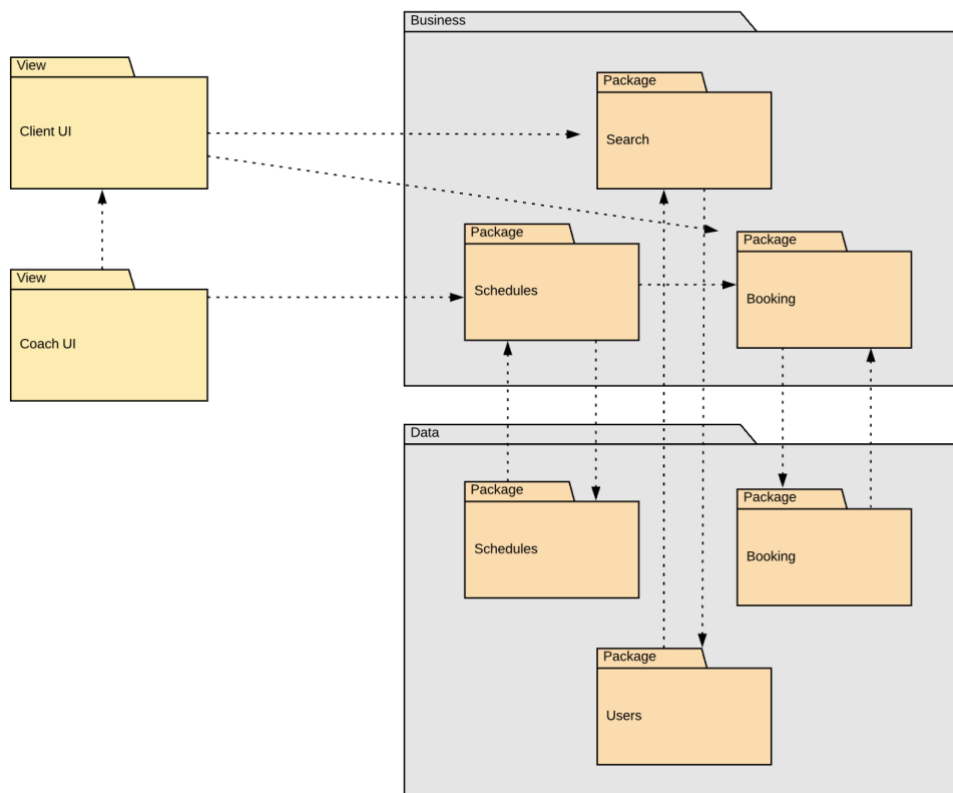 Business
View
Client UI
Package
Search
Package
Schedules
Package
Booking
View
Coach UI
Data
Package
Schedules
Package
Booking
Package
Users